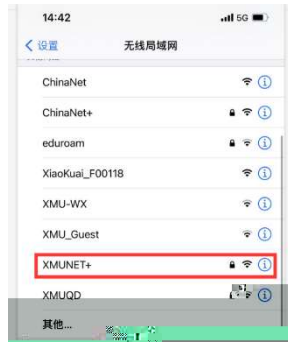 14:42 5G
设置 无线局域网
ChinaNet
ChinaNet+
eduroam
XiaoKuai_F00118
XMU-WX
XMU_Guest
XMUNET+
XMUQD
其他...